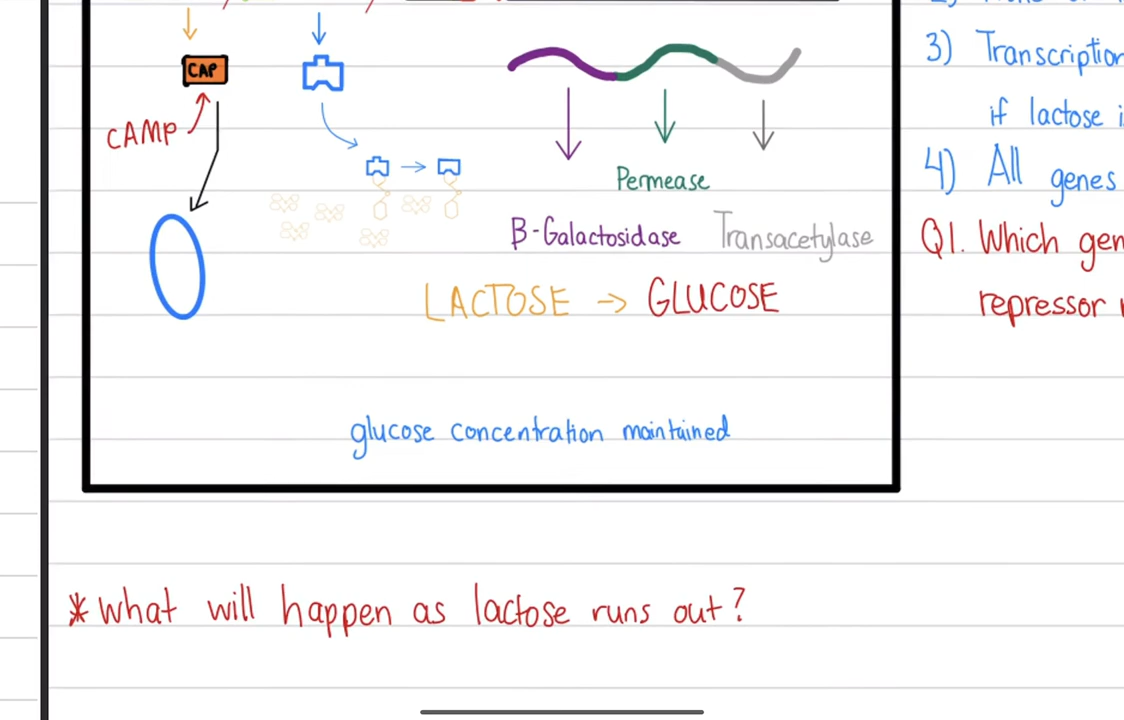 CAP
CAMP
Permease
β-Galactosidase
Transacetylase
LACTOSE → GLUCOSE
glucose concentration maintained
3) Transcription
if lactose
4) All genes
Q1. Which gen
repressor
* what will happen as lactose runs out?